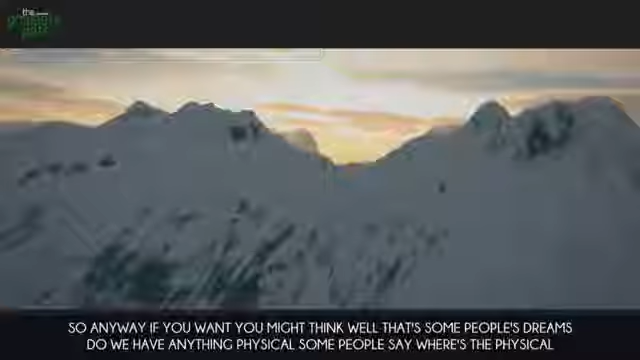 the
SO ANYWAY IF YOU WANT YOU MIGHT THINK WELL THAT'S SOME PEOPLE'S DREAMS
DO WE HAVE ANYTHING PHYSICAL SOME PEOPLE SAY WHERE'S THE PHYSICAL